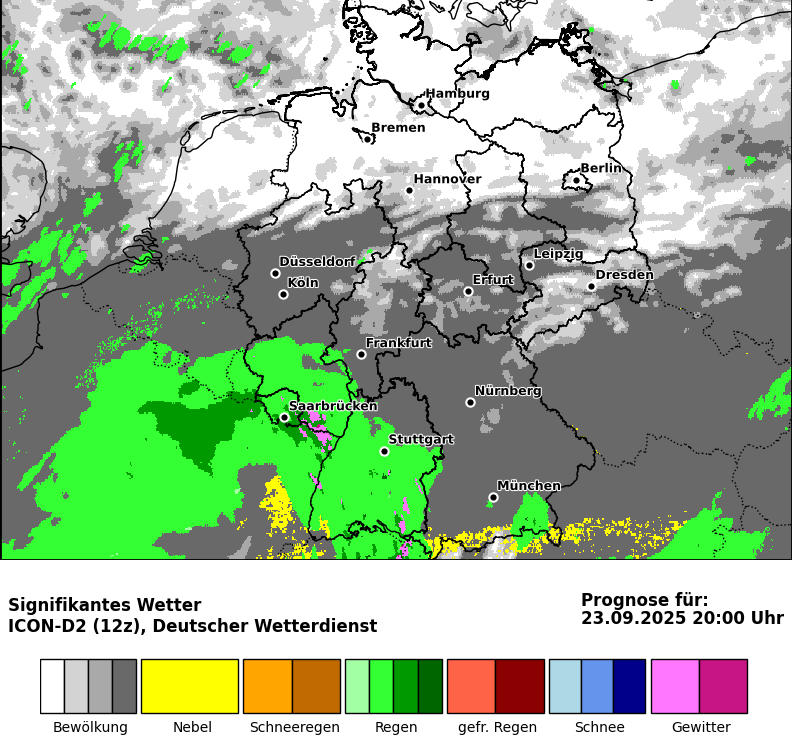 Hamburg
Bremen
Berlin
Hannover
Leipzig
Düsseldorf
Dresden
Köln
Erfurt
Frankfurt
Nürnberg
Saarbrücken
Stuttgart
München
Signifikantes Wetter
ICON-D2 (12z), Deutscher Wetterdienst
Prognose für:
23.09.2025 20:00 Uhr
Bewölkung Nebel Schneeregen Regen gefr. Regen Schnee Gewitter